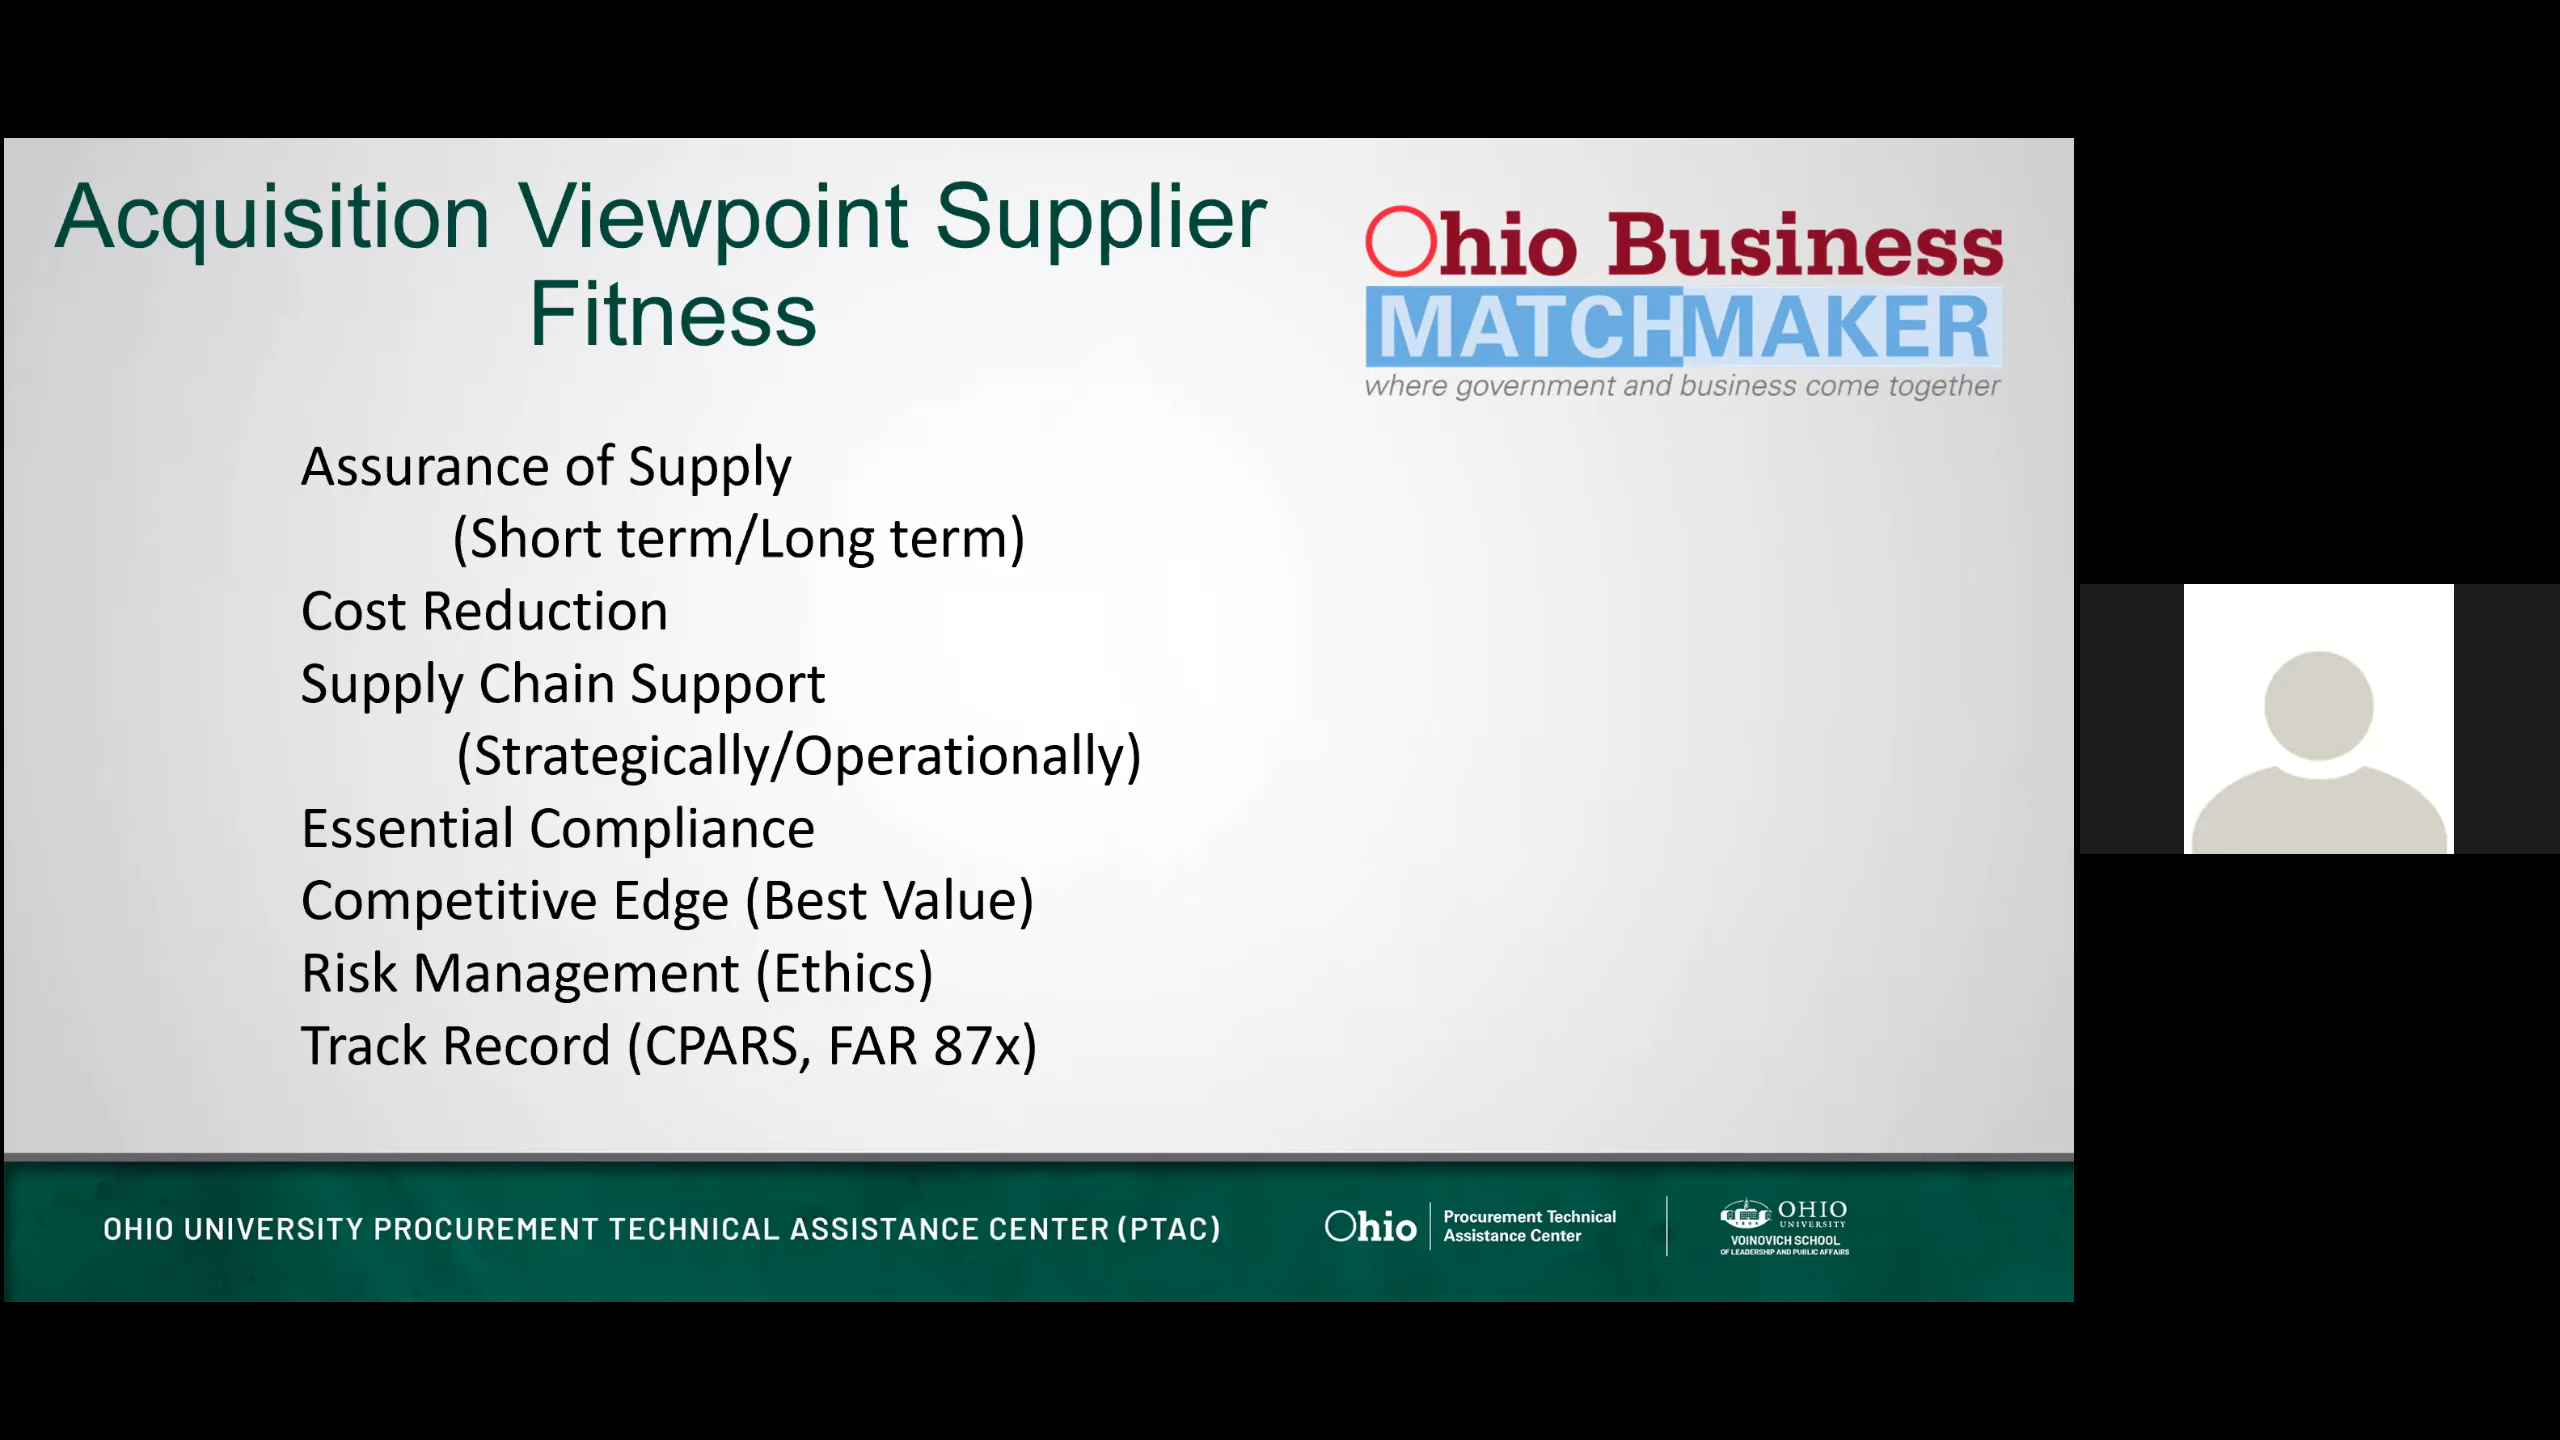 Acquisition Viewpoint Supplier
Fitness
Ohio Business
MATCHMAKER
where government and business come together
Assurance of Supply
(Short term/Long term)
Cost Reduction
Supply Chain Support
(Strategically/Operationally)
Essential Compliance
Competitive Edge (Best Value)
Risk Management (Ethics)
Track Record (CPARS, FAR 87x)
OHIO UNIVERSITY PROCUREMENT TECHNICAL ASSISTANCE CENTER (PTAC)
Ohio
Procurement Technical
Assistance Center
OHIO
UNIVERSITY
VOINOVICH SCHOOL
OF LEADERSHIP AND PUBLIC AFFAIRS